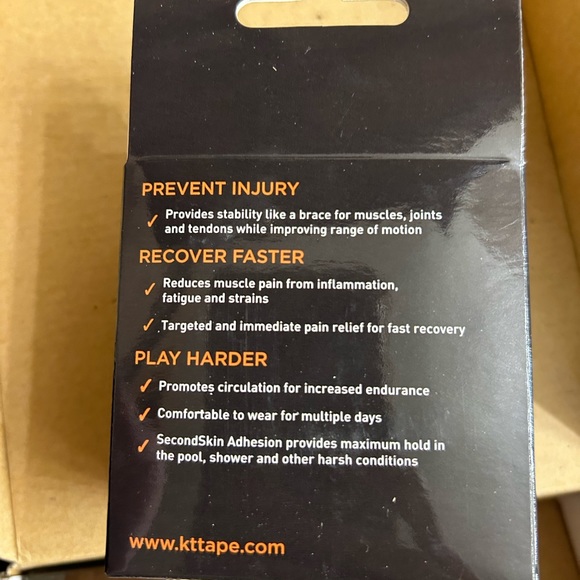 PREVENT INJURY
✓ Provides stability like a brace for muscles, joints
and tendons while improving range of motion
RECOVER FASTER
✓ Reduces muscle pain from inflammation,
fatigue and strains
✓ Targeted and immediate pain relief for fast recovery
PLAY HARDER
✓ Promotes circulation for increased endurance
✓ Comfortable to wear for multiple days
✓ SecondSkin Adhesion provides maximum hold in
the pool, shower and other harsh conditions
www.kttape.com